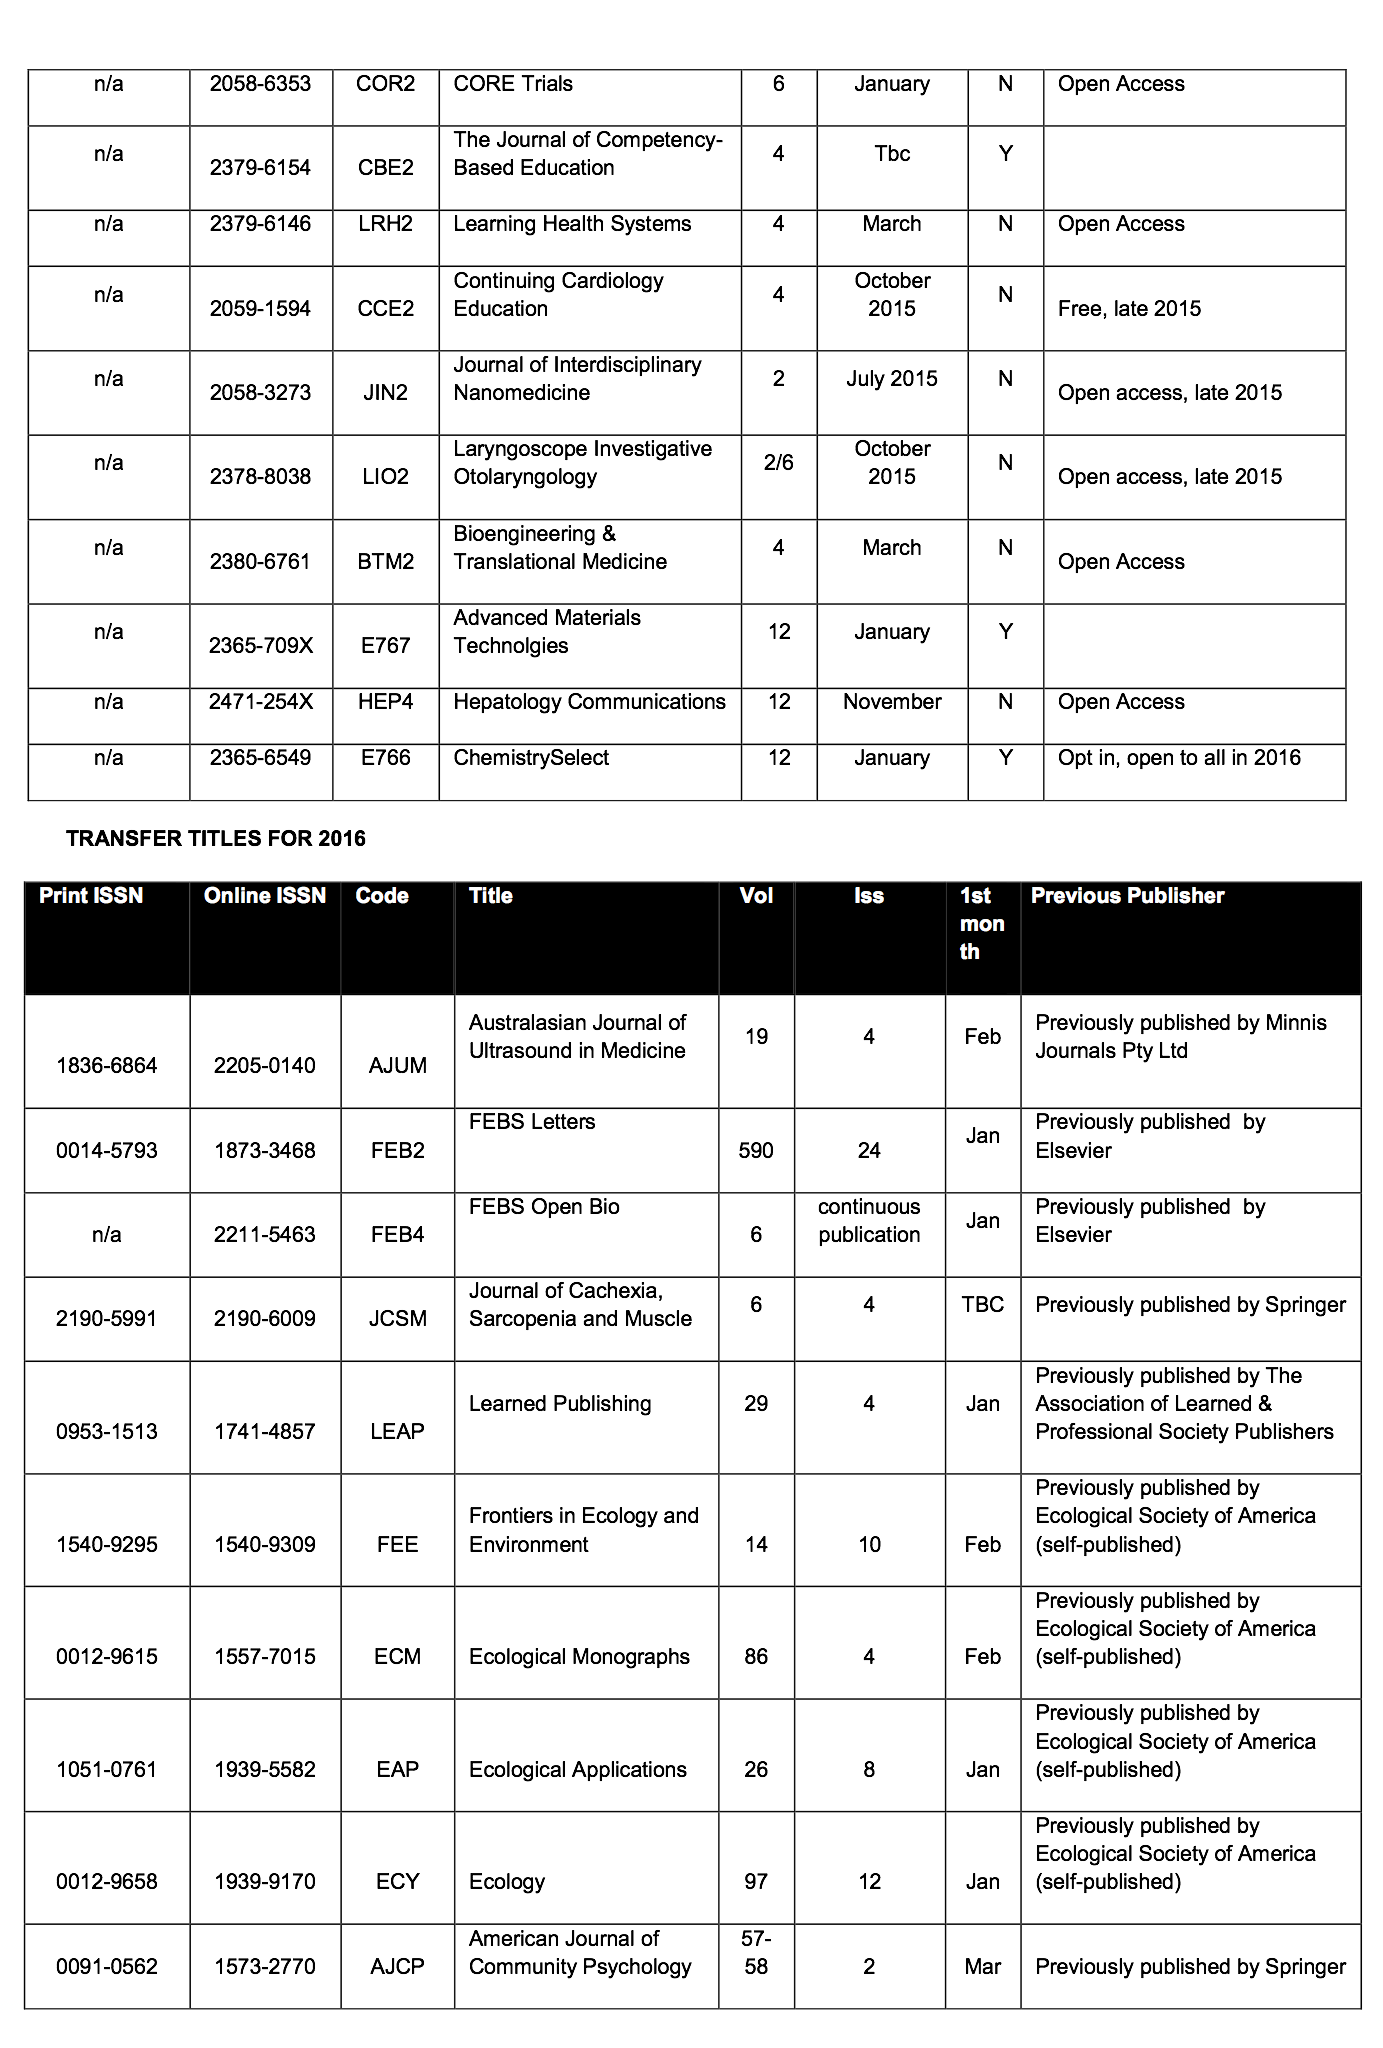 n/a 2058-6353 COR2 CORE Trials 6 January N Open Access
n/a 2379-6154 CBE2 The Journal of Competency-
Based Education 4 Tbc Y
n/a 2379-6146 LRH2 Learning Health Systems 4 March N Open Access
n/a 2059-1594 CCE2 Continuing Cardiology
Education 4 October
2015 N Free, late 2015
n/a 2058-3273 JIN2 Journal of Interdisciplinary
Nanomedicine 2 July 2015 N Open access, late 2015
n/a 2378-8038 LIO2 Laryngoscope Investigative
Otolaryngology 2/6 October
2015 N Open access, late 2015
n/a 2380-6761 BTM2 Bioengineering &
Translational Medicine 4 March N Open Access
n/a 2365-709X E767 Advanced Materials
Technolgies 12 January Y
n/a 2471-254X HEP4 Hepatology Communications 12 November N Open Access
n/a 2365-6549 E766 ChemistrySelect 12 January Y Opt in, open to all in 2016
TRANSFER TITLES FOR 2016
Print ISSN Online ISSN Code Title Vol Iss 1st
mon
th Previous Publisher
1836-6864 2205-0140 AJUM Australasian Journal of
Ultrasound in Medicine 19 4 Feb Previously published by Minnis
Journals Pty Ltd
0014-5793 1873-3468 FEB2 FEBS Letters 590 24 Jan Previously published by
Elsevier
n/a 2211-5463 FEB4 FEBS Open Bio 6 continuous
publication Jan Previously published by
Elsevier
2190-5991 2190-6009 JCSM Journal of Cachexia,
Sarcopenia and Muscle 6 4 TBC Previously published by Springer
0953-1513 1741-4857 LEAP Learned Publishing 29 4 Jan Previously published by The
Association of Learned &
Professional Society Publishers
1540-9295 1540-9309 FEE Frontiers in Ecology and
Environment 14 10 Feb Previously published by
Ecological Society of America
(self-published)
0012-9615 1557-7015 ECM Ecological Monographs 86 4 Feb Previously published by
Ecological Society of America
(self-published)
1051-0761 1939-5582 EAP Ecological Applications 26 8 Jan Previously published by
Ecological Society of America
(self-published)
0012-9658 1939-9170 ECY Ecology 97 12 Jan Previously published by
Ecological Society of America
(self-published)
0091-0562 1573-2770 AJCP American Journal of
Community Psychology 57-
58 2 Mar Previously published by Springer